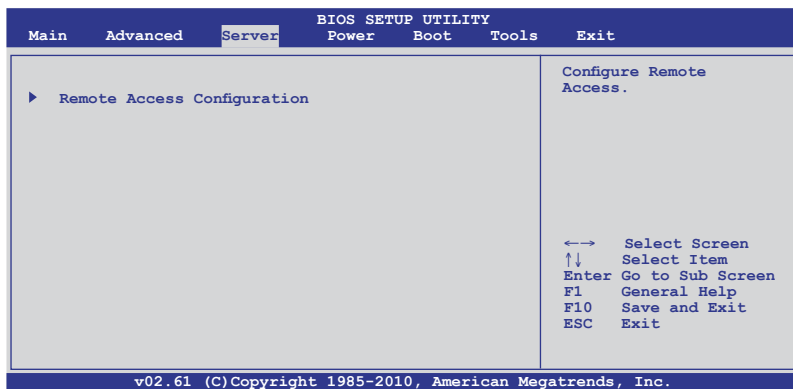 BIOS SETUP UTILITY
Main Advanced Server Power Boot Tools Exit
Remote Access Configuration
Configure Remote
Access.
←→ Select Screen
↑↓ Select Item
Enter Go to Sub Screen
F1 General Help
F10 Save and Exit
ESC Exit
v02.61 (C)Copyright 1985-2010, American Megatrends, Inc.